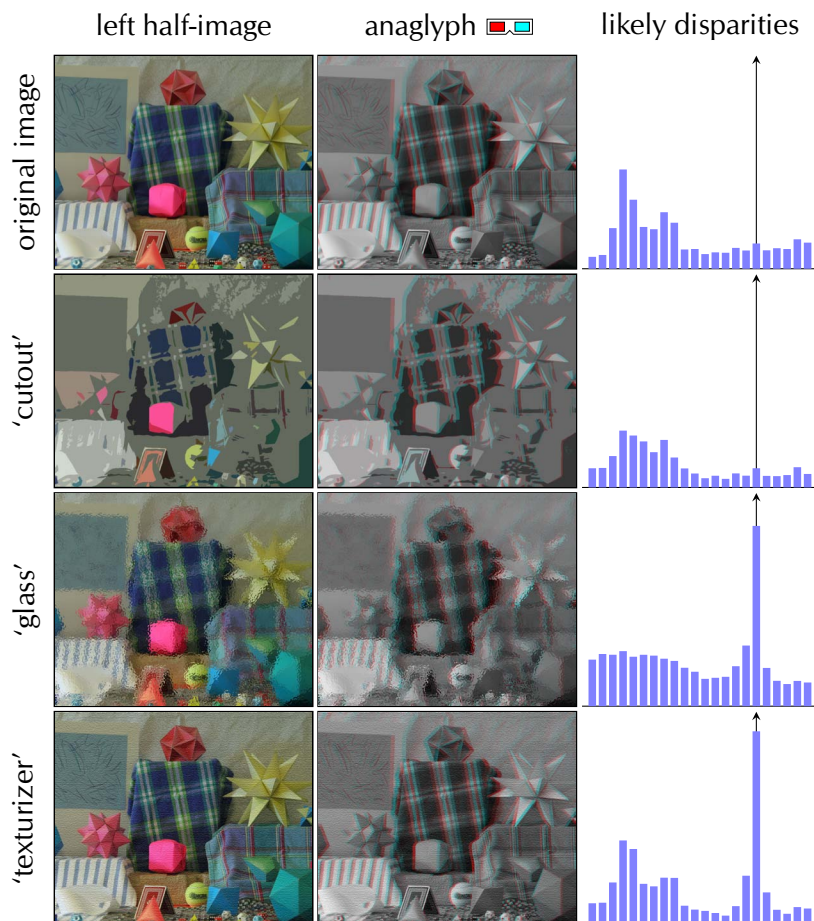 left half-image
anaglyph
likely disparities
original image
‘cutout’
‘glass’
‘texturizer’